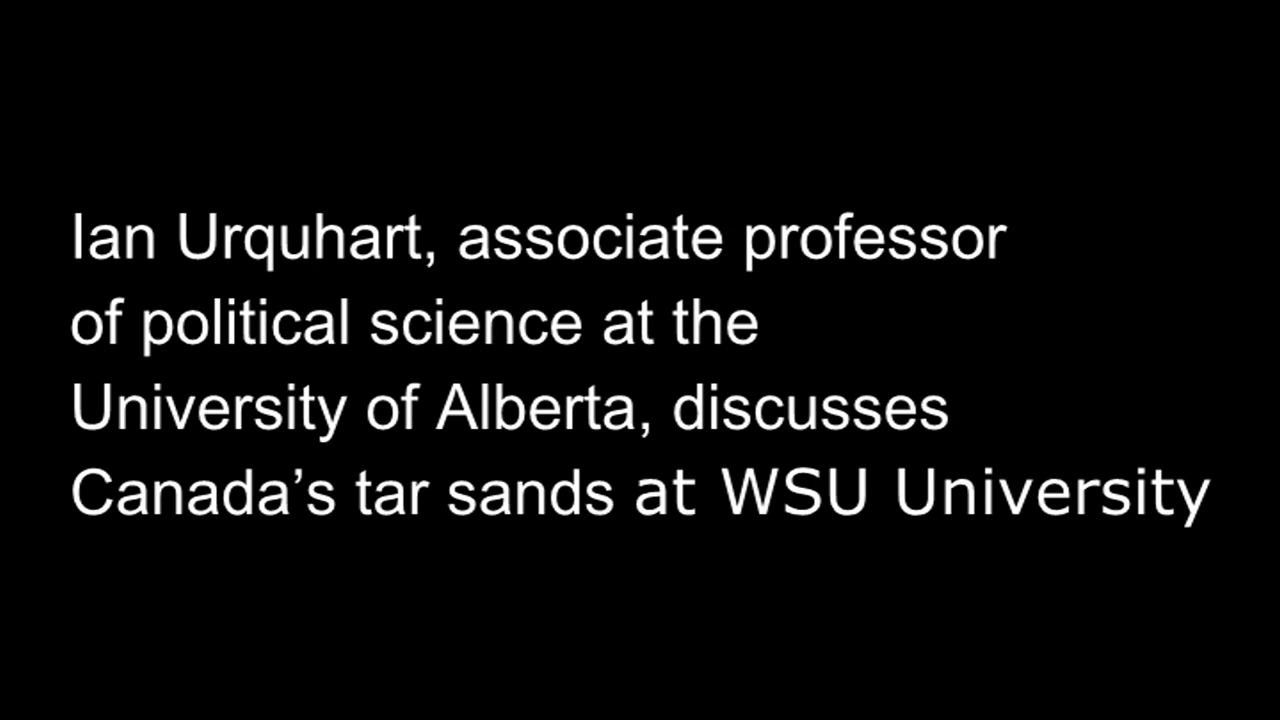 Ian Urquhart, associate professor
of political science at the
University of Alberta, discusses
Canada’s tar sands at WSU University